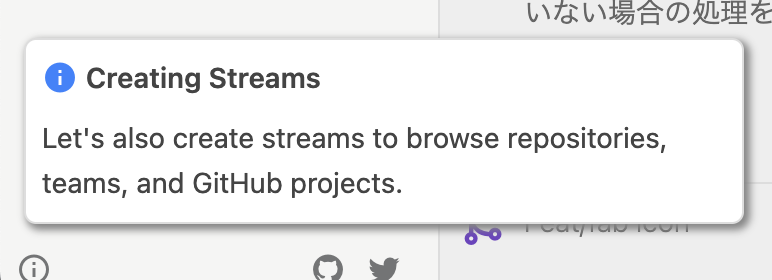 いない場合の処理を
Creating Streams
Let's also create streams to browse repositories,
teams, and GitHub projects.